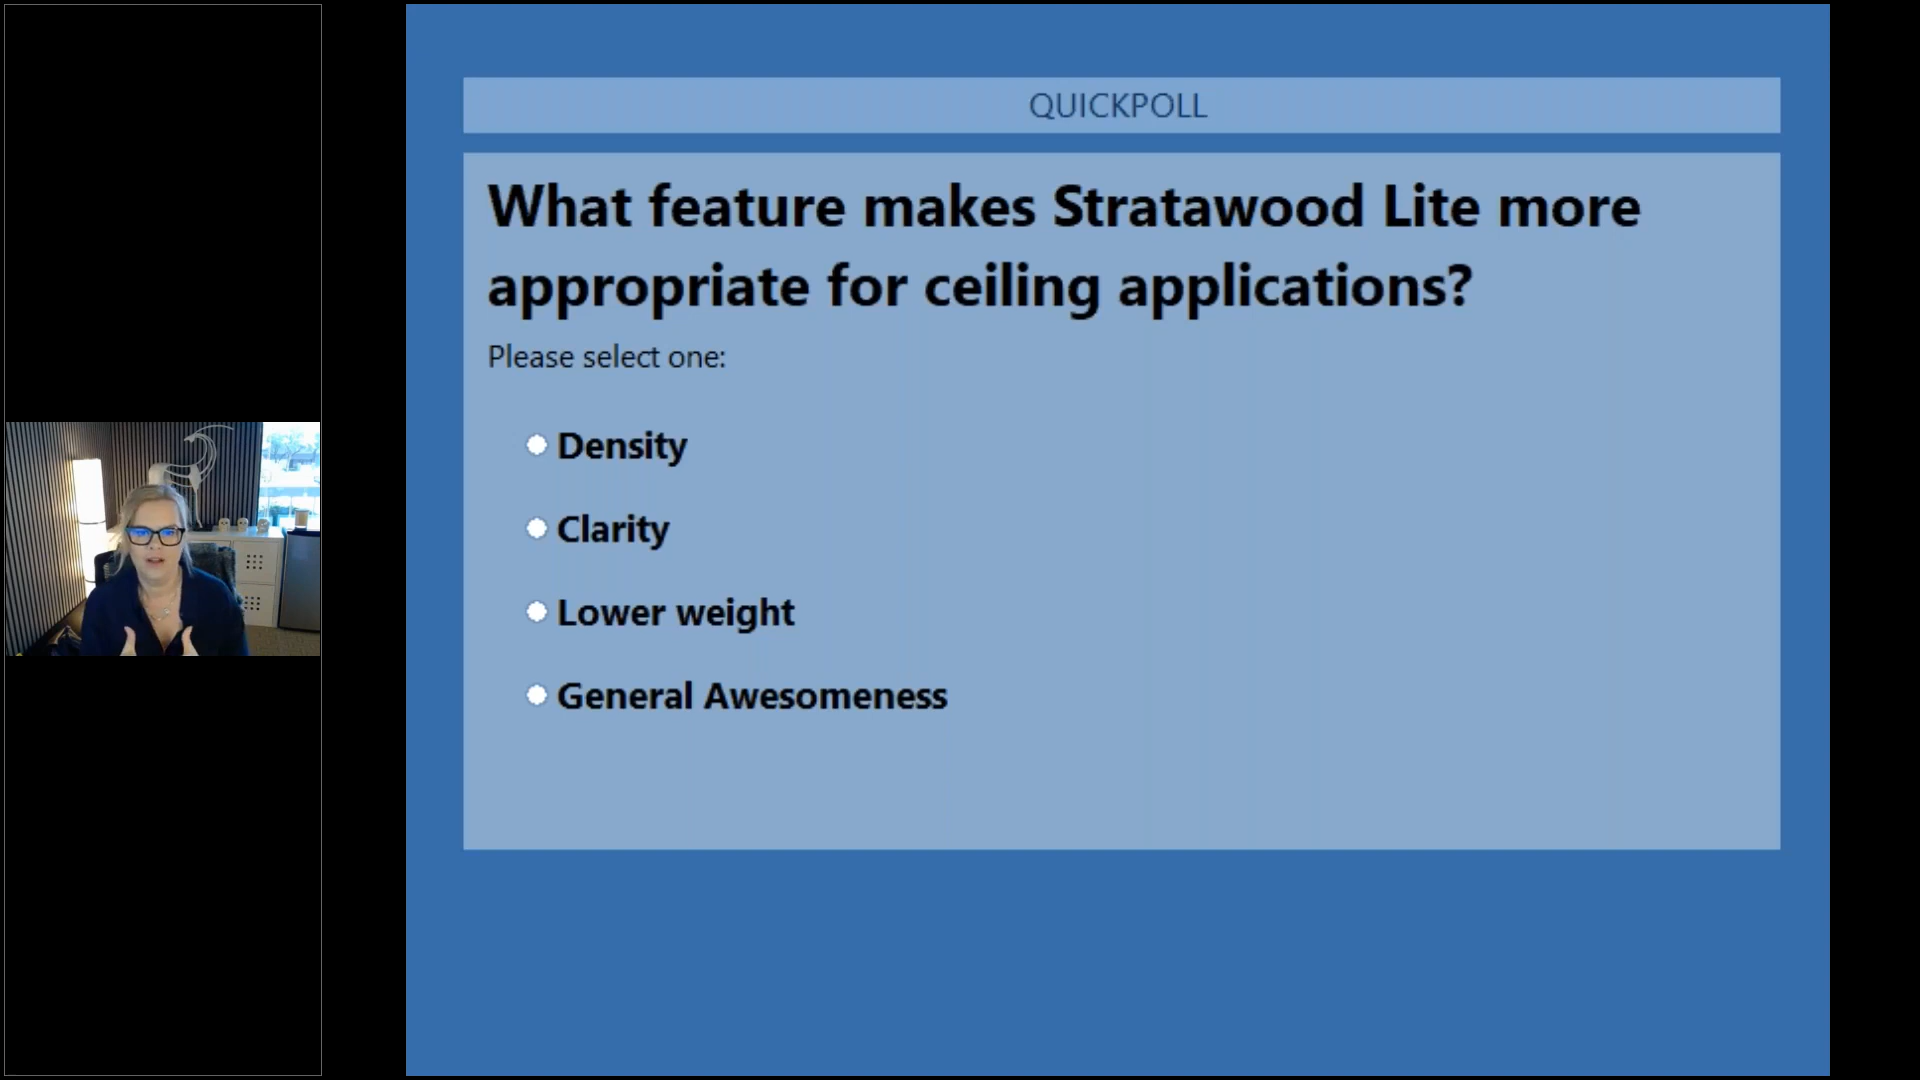 QUICKPOLL
What feature makes Stratawood Lite more
appropriate for ceiling applications?
Please select one:
Density
Clarity
Lower weight
General Awesomeness